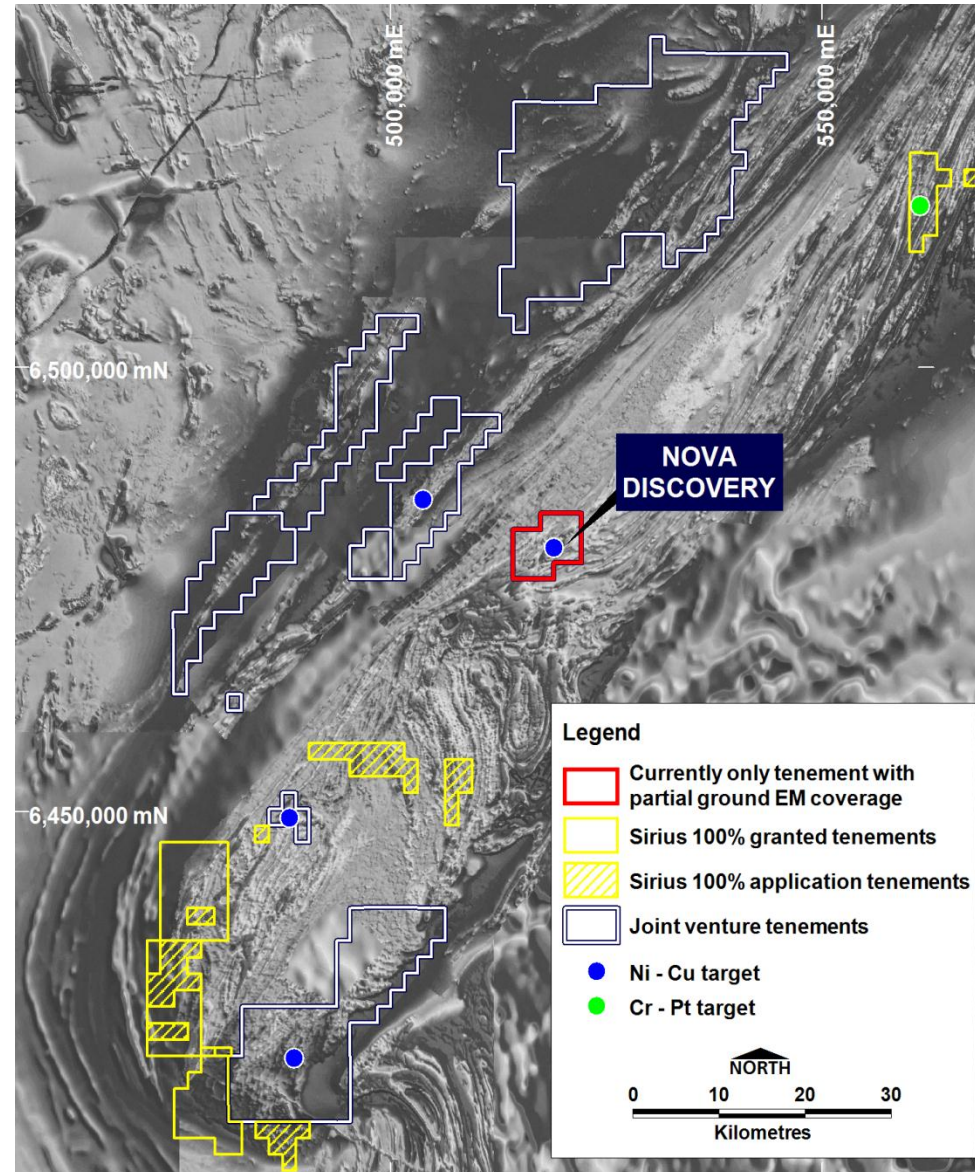 500,000 mE
550,000 mE
6,500,000 mN
NOVA
DISCOVERY
6,450,000 mN
Legend
Currently only tenement with
partial ground EM coverage
Sirius 100% granted tenements
Sirius 100% application tenements
Joint venture tenements
Ni - Cu target
Cr - Pt target
NORTH
0 10 20 30
Kilometres